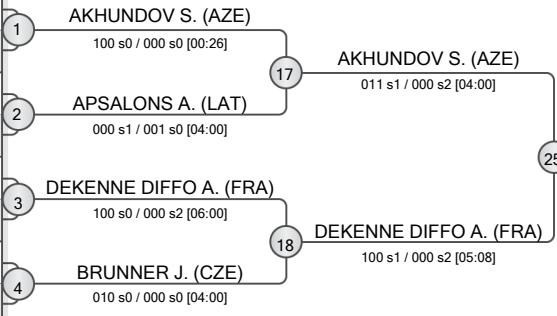 AKHUNDOV S. (AZE)
1
100 s0 / 000 s0 [00:26]
17
AKHUNDOV S. (AZE)
011 s1 / 000 s2 [04:00]
APSALONS A. (LAT)
2
000 s1 / 001 s0 [04:00]
25
DEKENNE DIFFO A. (FRA)
3
100 s0 / 000 s2 [06:00]
18
DEKENNE DIFFO A. (FRA)
100 s1 / 000 s2 [05:08]
BRUNNER J. (CZE)
4
010 s0 / 000 s0 [04:00]